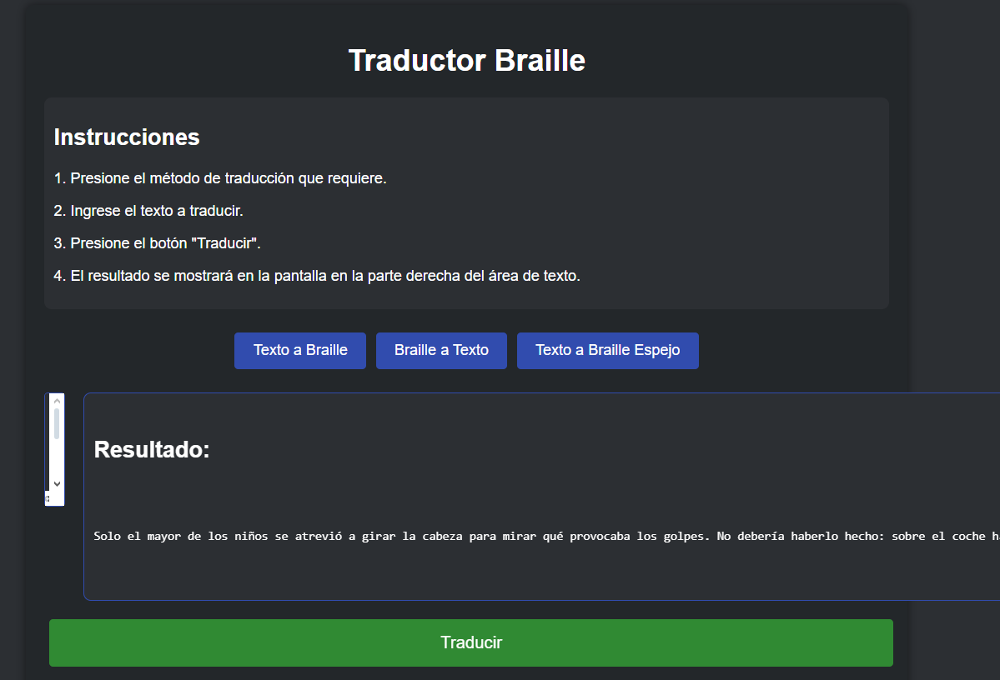 Traductor Braille
Instrucciones
1. Presione el método de traducción que requiere.
2. Ingrese el texto a traducir.
3. Presione el botón "Traducir".
4. El resultado se mostrará en la pantalla en la parte derecha del área de texto.
Texto a Braille
Braille a Texto
Texto a Braille Espejo
Resultado:
Solo el mayor de los niños se atrevió a girar la cabeza para mirar qué provocaba los golpes. No debería haberlo hecho: sobre el coche
Traducir